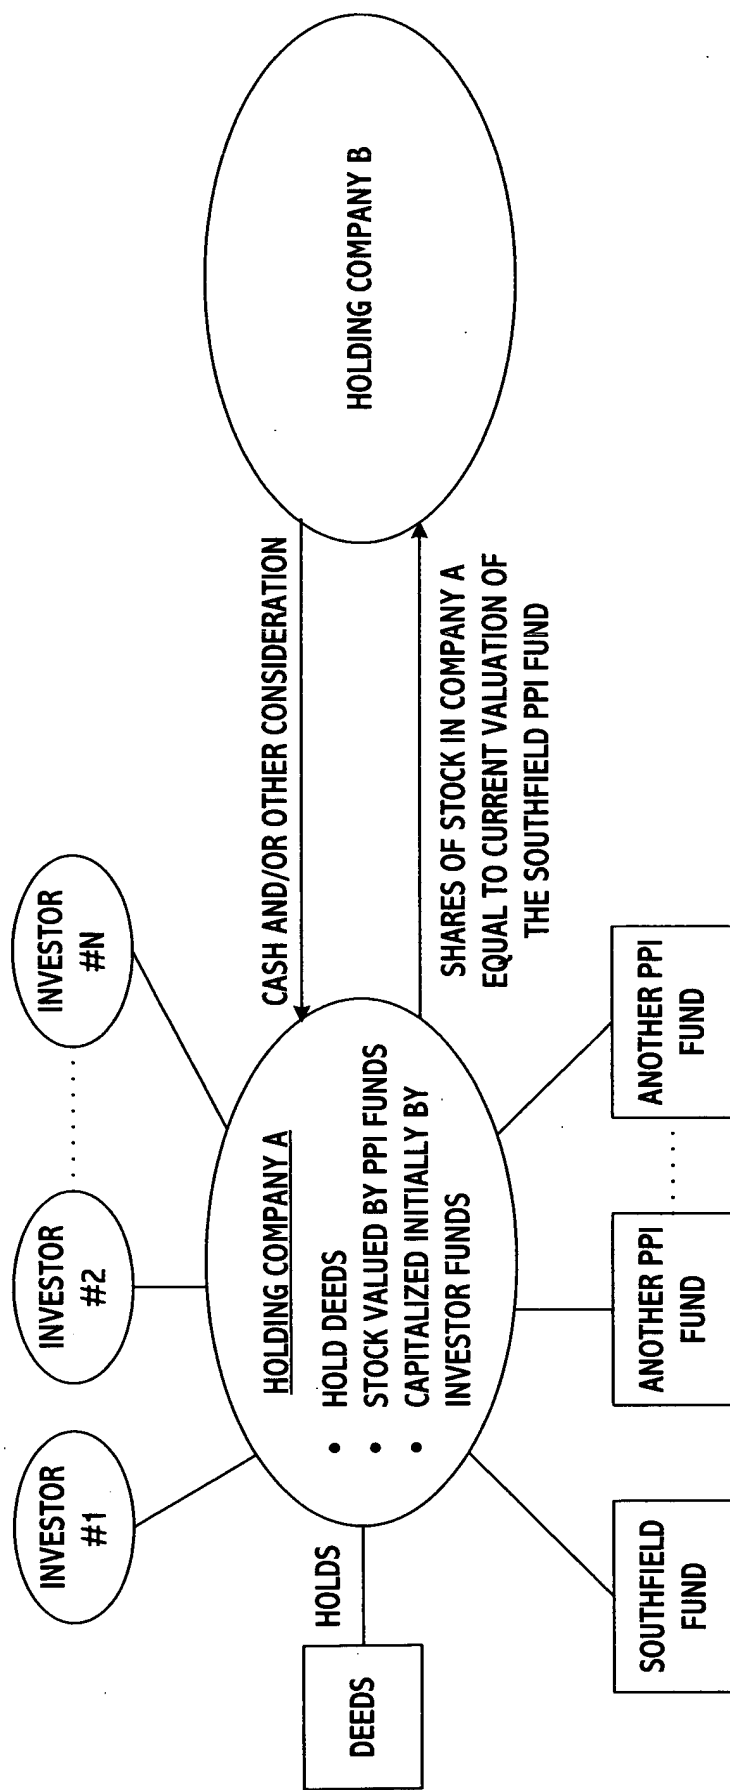 INVESTOR
#1
INVESTOR
#2
INVESTOR
#N
DEEDS
HOLDS
HOLDING COMPANY A
• HOLD DEEDS
• STOCK VALUED BY PPI FUNDS
• CAPITALIZED INITIALLY BY
INVESTOR FUNDS
CASH AND/OR OTHER CONSIDERATION
SHARES OF STOCK IN COMPANY A
EQUAL TO CURRENT VALUATION OF
THE SOUTHFIELD PPI FUND
HOLDING COMPANY B
SOUTHFIELD
FUND
ANOTHER PPI
FUND
ANOTHER PPI
FUND